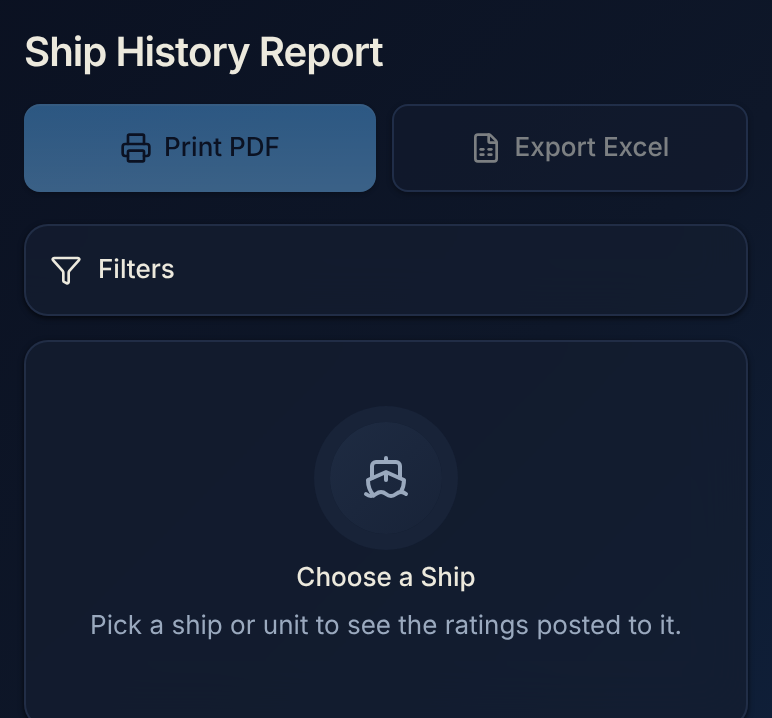 Ship History Report
Print PDF
Export Excel
Filters
Choose a Ship
Pick a ship or unit to see the ratings posted to it.